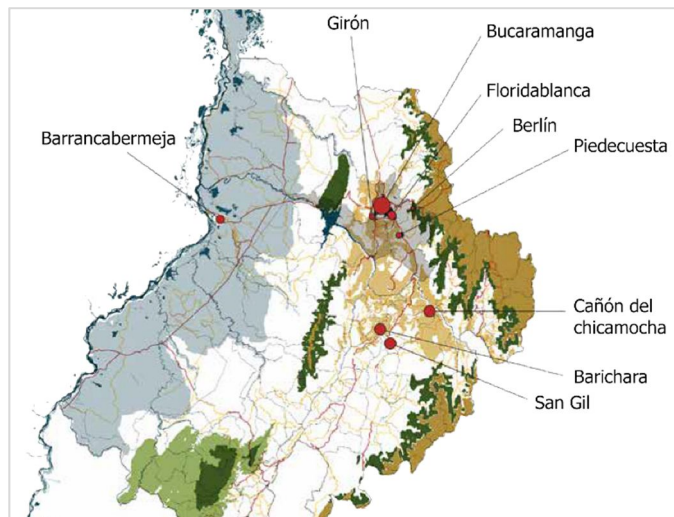 Girón
Bucaramanga
Floridablanca
Berlín
Piedecuesta
Barrancabermeja
Cañón del
chicamocha
Barichara
San Gil